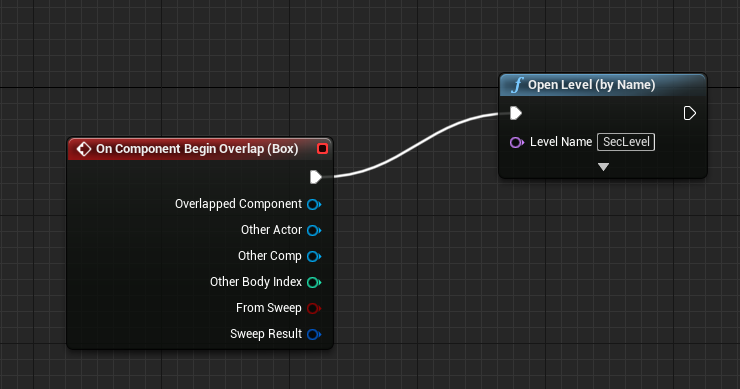 On Component Begin Overlap (Box)
Overlapped Component
Other Actor
Other Comp
Other Body Index
From Sweep
Sweep Result
f Open Level (by Name)
Level Name SecLevel